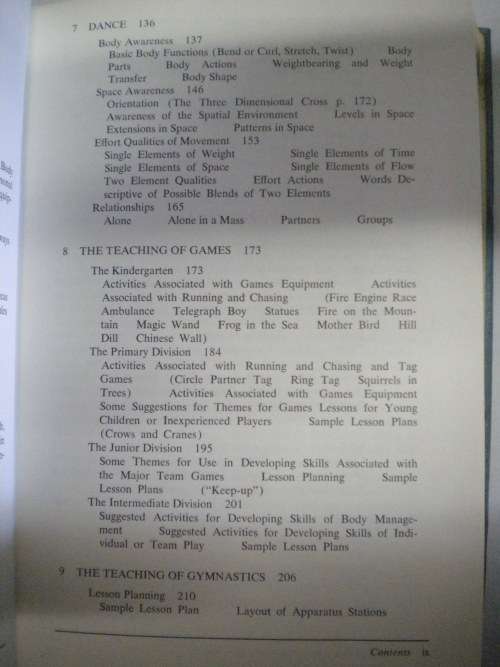 7 DANCE 136
Body Awareness 137
Basic Body Functions (Bend or Curl, Stretch, Twist) Body
Parts Body Actions Weightbearing and Weight
Transfer Body Shape
Space Awareness 146
Orientation (The Three Dimensional Cross p. 172)
Awareness of the Spatial Environment Levels in Space
Extensions in Space Patterns in Space
Effort Qualities of Movement 153
Single Elements of Weight Single Elements of Time
Single Elements of Space Single Elements of Flow
Two Element Qualities Effort Actions Words De-
scriptive of Possible Blends of Two Elements
Relationships 165
Alone Alone in a Mass Partners Groups
8 THE TEACHING OF GAMES 173
The Kindergarten 173
Activities Associated with Games Equipment Activities
Associated with Running and Chasing (Fire Engine Race
Ambulance Telegraph Boy Statues Fire on the Moun-
tain Magic Wand Frog in the Sea Mother Bird Hill
Dill Chinese Wall)
The Primary Division 184
Activities Associated with Running and Chasing and Tag
Games (Circle Partner Tag Ring Tag Squirrels in
Trees) Activities Associated with Games Equipment
Some Suggestions for Themes for Games Lessons for Young
Children or Inexperienced Players Sample Lesson Plans
(Crows and Cranes)
The Junior Division 195
Some Themes for Use in Developing Skills Associated with
the Major Team Games Lesson Planning Sample
Lesson Plans ("Keep-up")
The Intermediate Division 201
Suggested Activities for Developing Skills of Body Manage-
ment Suggested Activities for Developing Skills of Indi-
vidual or Team Play Sample Lesson Plans
9 THE TEACHING OF GYMNASTICS 206
Lesson Planning 210
Sample Lesson Plan Layout of Apparatus Stations
Contents ix